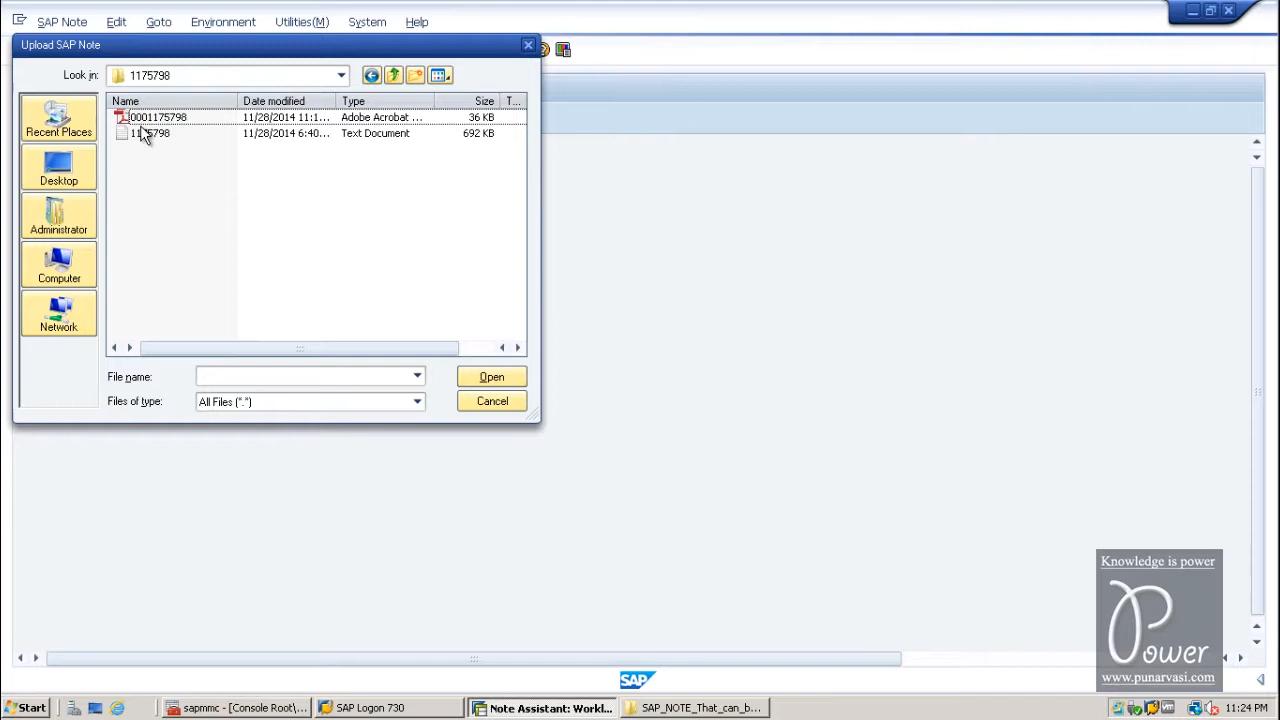 SAP Note Edit Goto Environment Utilities(M) System Help
Upload SAP Note
Look in: 1175798
Name Date modified Type Size T...
0001175798 11/28/2014 11:1... Adobe Acrobat ... 36 KB
1175798 11/28/2014 6:40... Text Document 692 KB
Recent Places
Desktop
Administrator
Computer
Network
File name: Open
Files of type: All Files (*.*) Cancel
Knowledge is power
Power
www.punarvasi.com
SAP
Start sapmmc - [Console Root\... SAP Logon 730 Note Assistant: Workl... SAP_NOTE_That_can_b... 11:24 PM